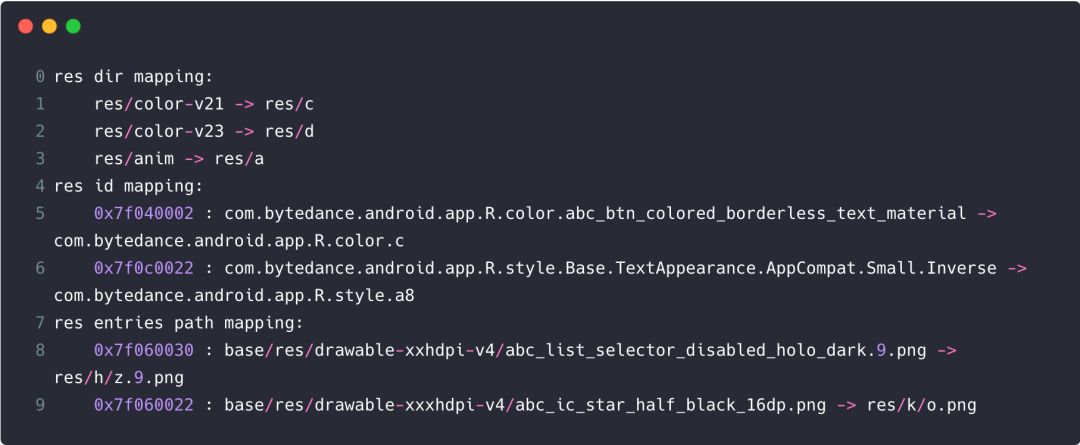 0 res dir mapping:
1     res/color-v21 -> res/c
2     res/color-v23 -> res/d
3     res/anim -> res/a
4 res id mapping:
5     0x7f040002 : com.bytedance.android.app.R.color.abc_btn_colored_borderless_text_material ->
com.bytedance.android.app.R.color.c
6     0x7f0c0022 : com.bytedance.android.app.R.style.Base.TextAppearance.AppCompat.Small.Inverse ->
com.bytedance.android.app.R.style.a8
7 res entries path mapping:
8     0x7f060030 : base/res/drawable-xxhdpi-v4/abc_list_selector_disabled_holo_dark.9.png ->
res/h/z.9.png
9     0x7f060022 : base/res/drawable-xxxhdpi-v4/abc_ic_star_half_black_16dp.png -> res/k/o.png